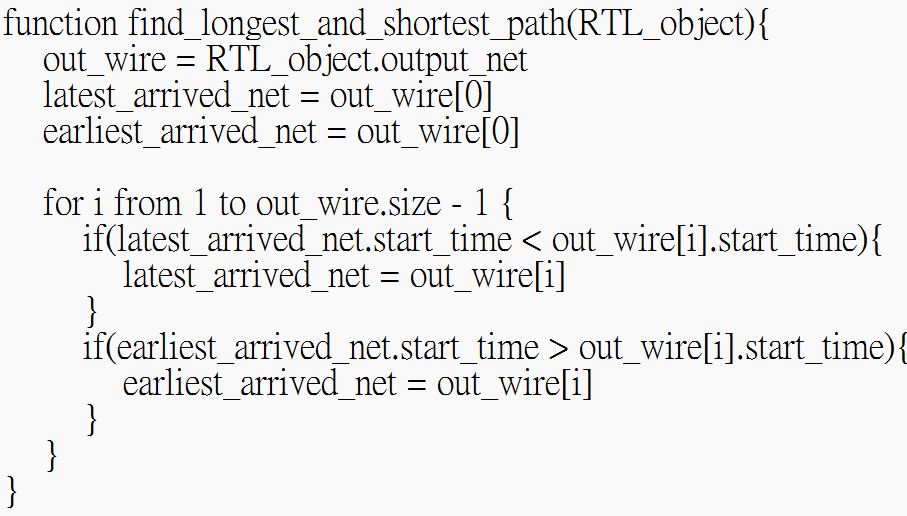 function find_longest_and_shortest_path(RTL_object){
out_wire = RTL_object.output_net
latest_arrived_net = out_wire[0]
earliest_arrived_net = out_wire[0]
for i from 1 to out_wire.size - 1 {
if(latest_arrived_net.start_time < out_wire[i].start_time){
latest_arrived_net = out_wire[i]
}
if(earliest_arrived_net.start_time > out_wire[i].start_time){
earliest_arrived_net = out_wire[i]
}
}
}